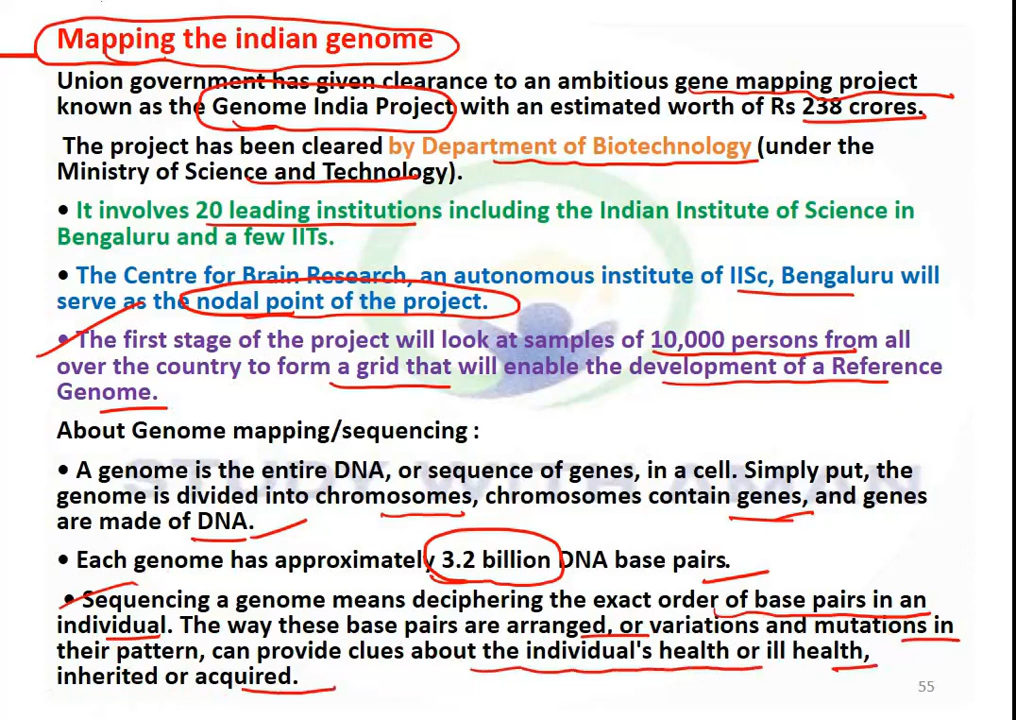 Mapping the indian genome
Union government has given clearance to an ambitious gene mapping project
known as the Genome India Project with an estimated worth of Rs 238 crores.
The project has been cleared by Department of Biotechnology (under the
Ministry of Science and Technology).
• It involves 20 leading institutions including the Indian Institute of Science in
Bengaluru and a few IITs.
• The Centre for Brain Research, an autonomous institute of IISc, Bengaluru will
serve as the nodal point of the project.
• The first stage of the project will look at samples of 10,000 persons from all
over the country to form a grid that will enable the development of a Reference
Genome.
About Genome mapping/sequencing :
• A genome is the entire DNA, or sequence of genes, in a cell. Simply put, the
STUDY WITH AMAN
genome is divided into chromosomes, chromosomes contain genes, and genes
are made of DNA.
• Each genome has approximately 3.2 billion DNA base pairs.
• Sequencing a genome means deciphering the exact order of base pairs in an
individual. The way these base pairs are arranged, or variations and mutations in
their pattern, can provide clues about the individual's health or ill health,
inherited or acquired.
55